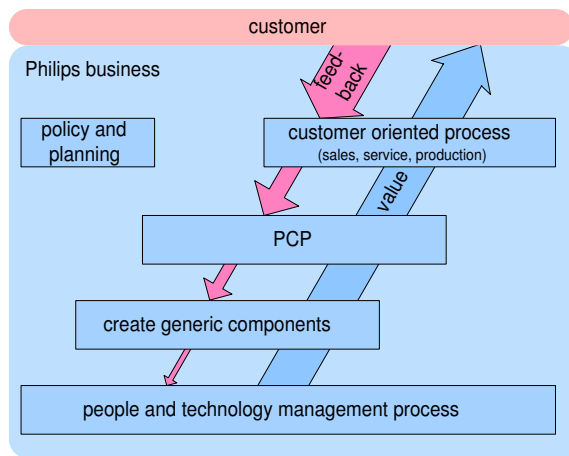 customer
Philips business
feed-
back
policy and
planning
customer oriented process
(sales, service, production)
value
PCP
create generic components
people and technology management process